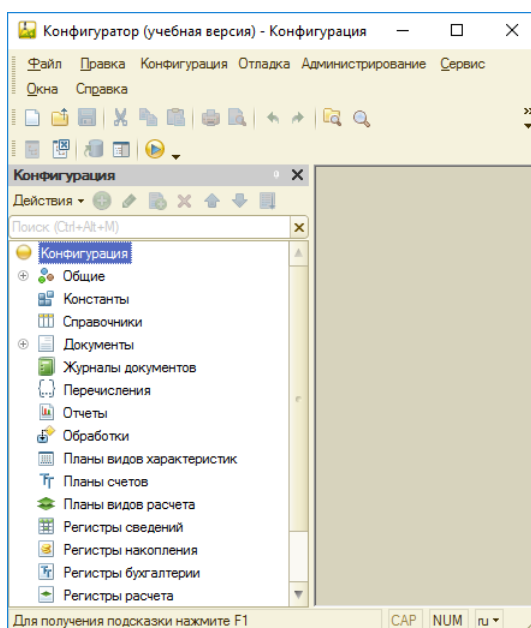 Конфигуратор (учебная версия) - Конфигурация
Файл Правка Конфигурация Отладка Администрирование Сервис
Окна Справка
Конфигурация
Действия
Поиск (Ctrl+Alt+M)
Конфигурация
Общие
Константы
Справочники
Документы
Журналы документов
Перечисления
Отчеты
Обработки
Планы видов характеристик
Планы счетов
Планы видов расчета
Регистры сведений
Регистры накопления
Регистры бухгалтерии
Регистры расчета
Для получения подсказки нажмите F1 CAP NUM ru